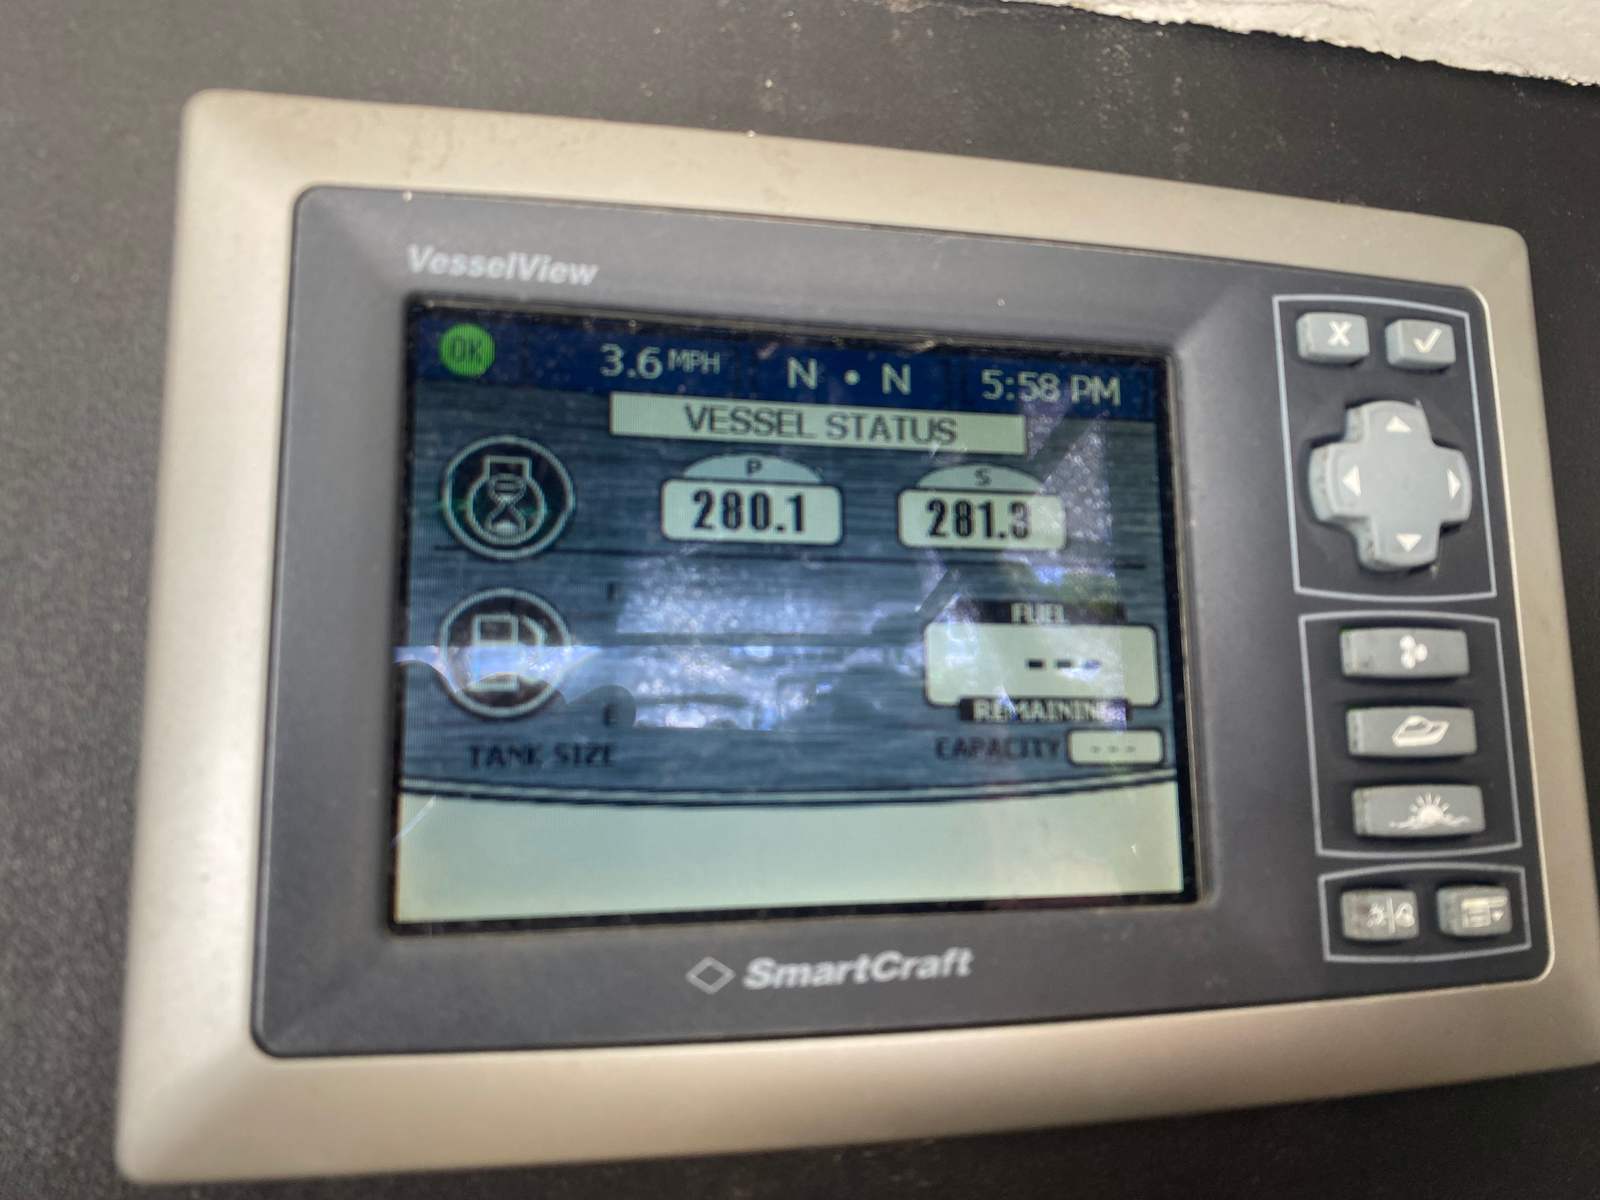 VesselView
OK 3.6 MPH N • N 5:58 PM
VESSEL STATUS
P S
280.1 281.3
FUEL
---
E REMAINING
TANK SIZE CAPACITY ---
SmartCraft
X